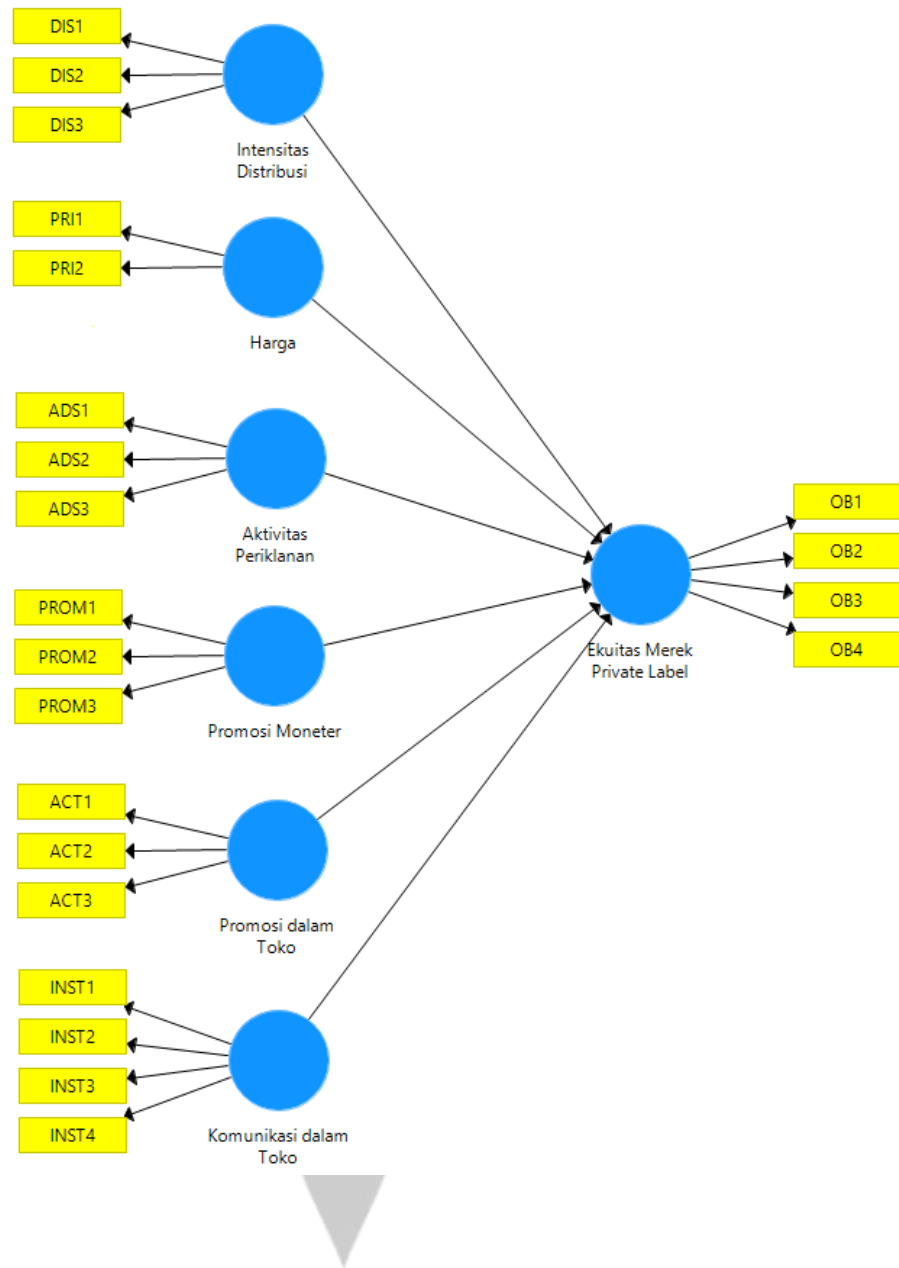 DIS1
DIS2
DIS3
Intensitas
Distribusi
PRI1
PRI2
Harga
ADS1
ADS2
ADS3
Aktivitas
Periklanan
OB1
OB2
OB3
OB4
Ekuitas Merek
Private Label
PROM1
PROM2
PROM3
Promosi Moneter
ACT1
ACT2
ACT3
Promosi dalam
Toko
INST1
INST2
INST3
INST4
Komunikasi dalam
Toko